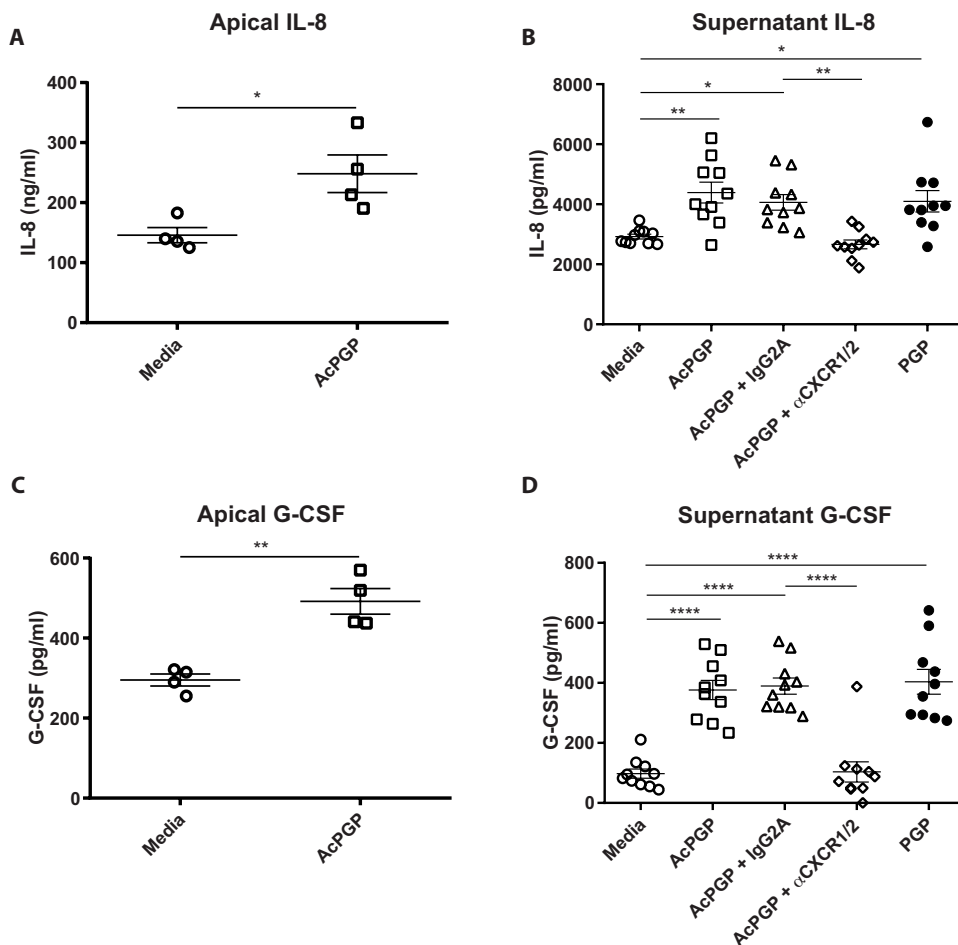 A
Apical IL-8
IL-8 (ng/ml)
400
300
200
100
0
*
Media
AcPGP
B
Supernatant IL-8
IL-8 (pg/ml)
8000
6000
4000
2000
0
*
*
**
**
Media
AcPGP
AcPGP + IgG2A
AcPGP + αCXCR1/2
PGP
C
Apical G-CSF
G-CSF (pg/ml)
600
400
200
0
**
Media
AcPGP
D
Supernatant G-CSF
G-CSF (pg/ml)
800
600
400
200
0
****
****
****
****
Media
AcPGP
AcPGP + IgG2A
AcPGP + αCXCR1/2
PGP